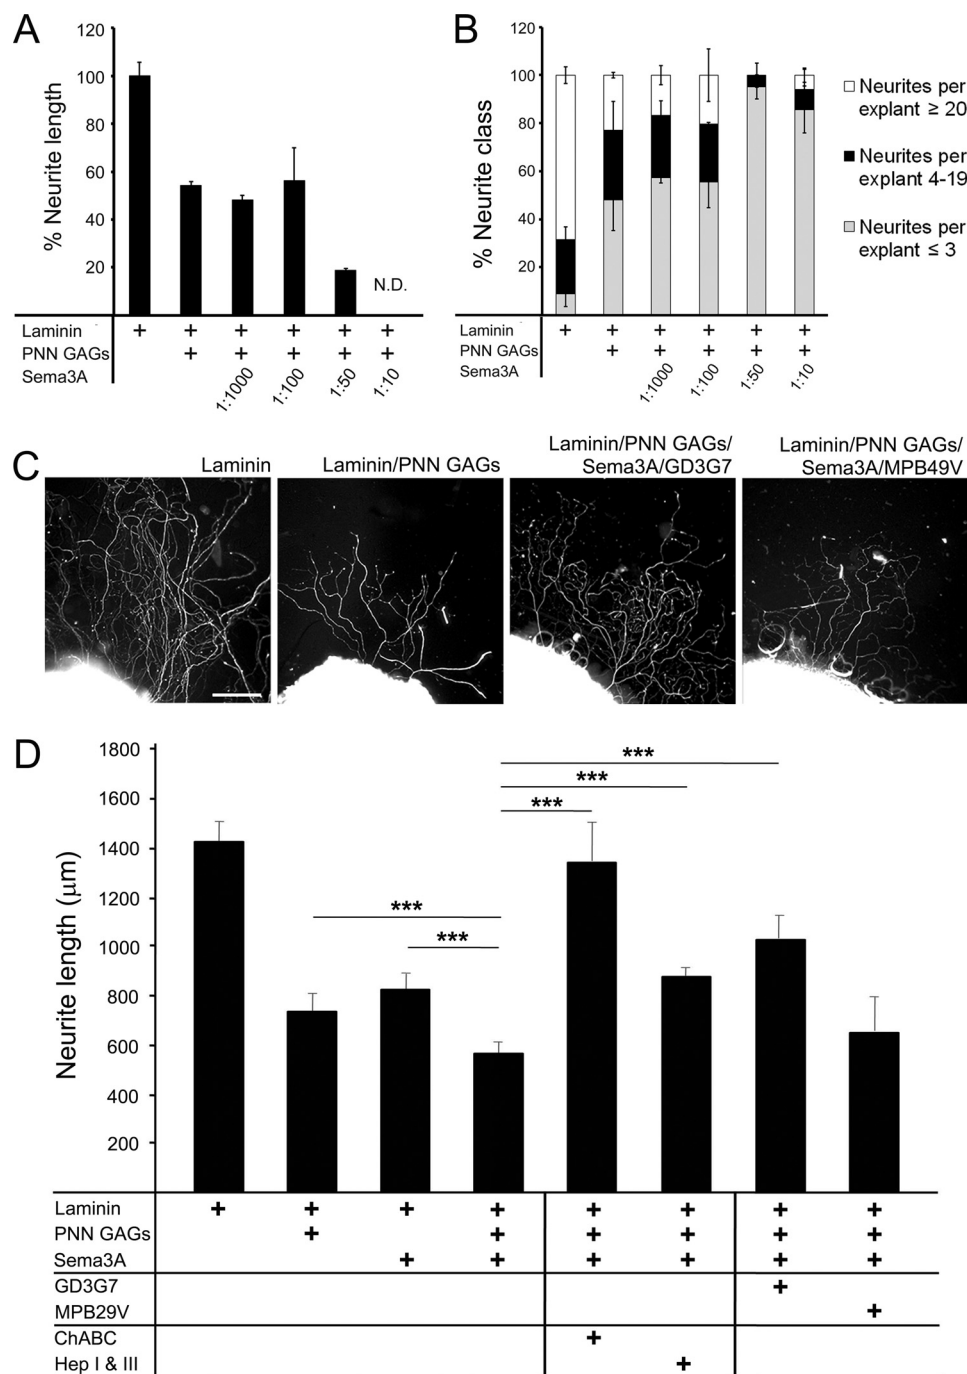 A
120
100
80
60
40
20
% Neurite length
N.D.
Laminin + + + + + +
PNN GAGs + + + + +
Sema3A 1:1000 1:100 1:50 1:10
B
120
100
80
60
40
20
% Neurite class
Neurites per
explant ≥ 20
Neurites per
explant 4-19
Neurites per
explant ≤ 3
Laminin + + + + + +
PNN GAGs + + + + +
Sema3A 1:1000 1:100 1:50 1:10
C
Laminin
Laminin/PNN GAGs
Laminin/PNN GAGs/
Sema3A/GD3G7
Laminin/PNN GAGs/
Sema3A/MPB49V
D
1800
1600
1400
1200
1000
800
600
400
200
Neurite length (μm)
***
***
***
***
***
Laminin + + + + + + + +
PNN GAGs + + + + + +
Sema3A + + + + + +
GD3G7 +
MPB29V +
ChABC +
Hep I & III +